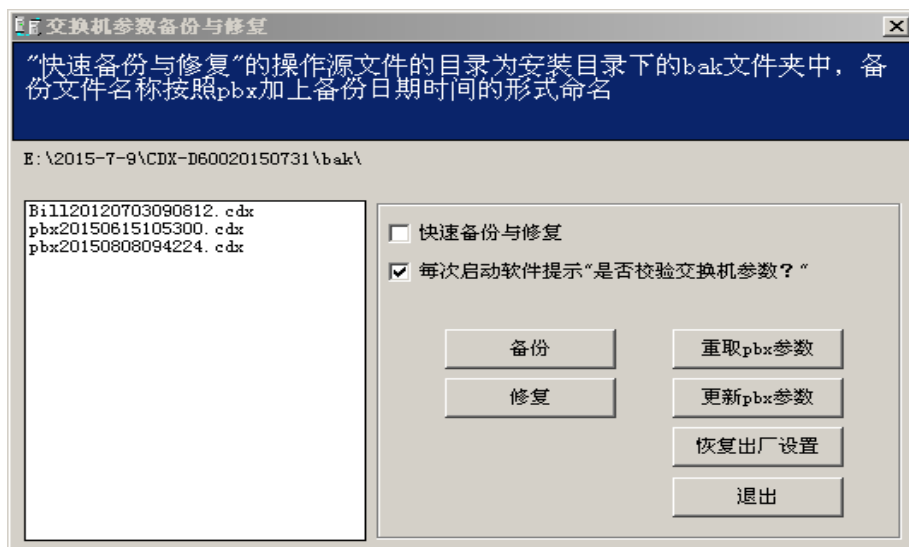 交换机参数备份与修复
"快速备份与修复"的操作源文件的目录为安装目录下的bak文件夹中，备
份文件名称按照pbx加上备份日期时间的形式命名
E:\2015-7-9\CDX-D60020150731\bak\
Bill20120703090812.cdx
pbx20150615105300.cdx
pbx20150808094224.cdx
快速备份与修复
每次启动软件提示"是否校验交换机参数？"
备份
重取pbx参数
修复
更新pbx参数
恢复出厂设置
退出